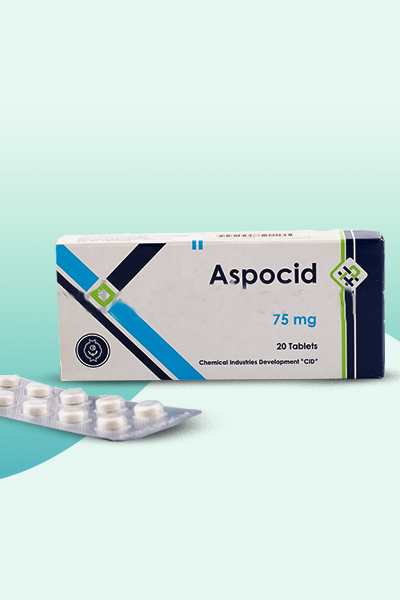 Aspocid
75 mg
20 Tablets
Chemical Industries Development "CID"